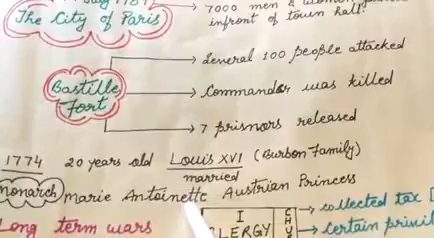 July 1789
The City of Paris
7000 men & women
infront of town hall
Several 100 people attacked
Bastille
Fort
Commander was killed
7 prisnors released
1774 20 years old Louis XVI (Burbon Family)
married
Monarch Marie Antoinette Austrian Princess
Long term wars
I
CLERGY
C
H
U
collected tax
Certain